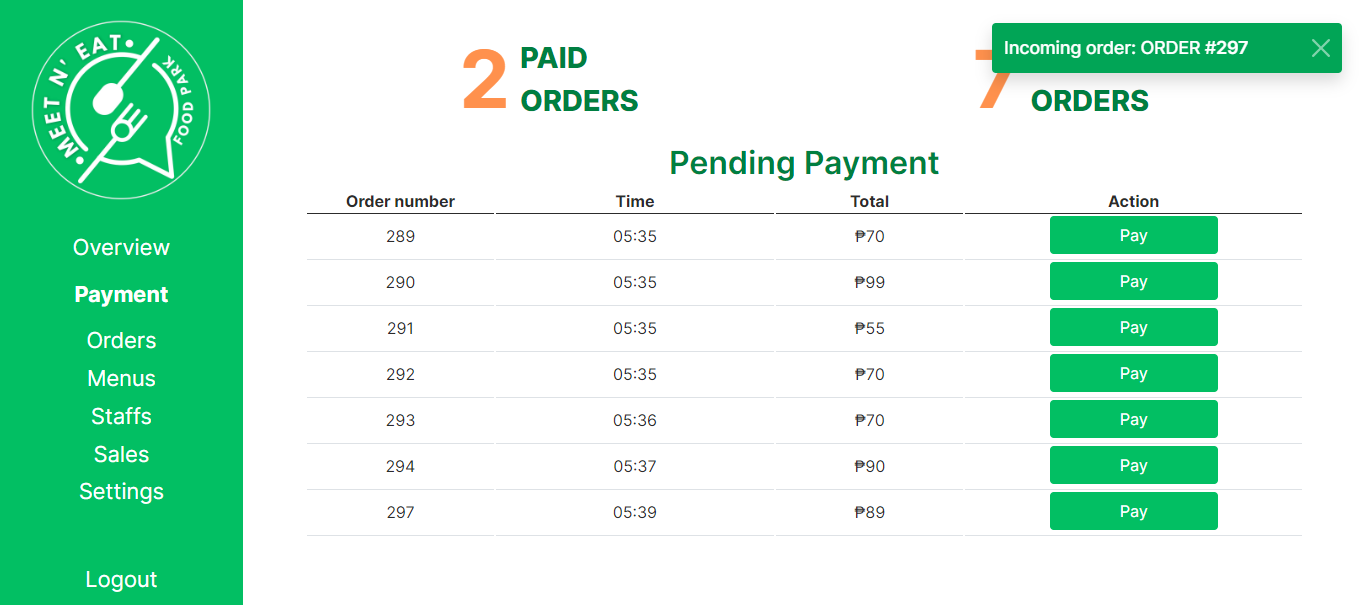 MEET N' EAT
FOOD PARK
Overview
Payment
Orders
Menus
Staffs
Sales
Settings
Logout
2 PAID
ORDERS
7
ORDERS
Incoming order: ORDER #297
Pending Payment
Order number Time Total Action
289 05:35 ₱70 Pay
290 05:35 ₱99 Pay
291 05:35 ₱55 Pay
292 05:35 ₱70 Pay
293 05:36 ₱70 Pay
294 05:37 ₱90 Pay
297 05:39 ₱89 Pay